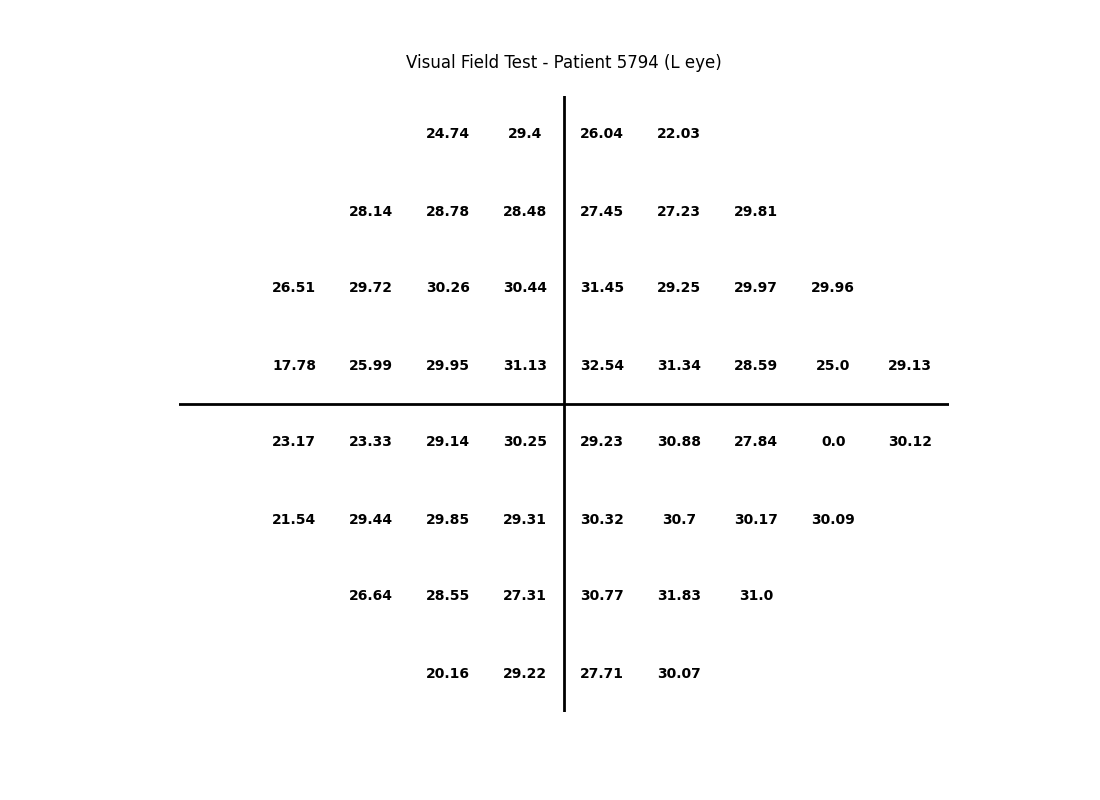 Visual Field Test - Patient 5794 (L eye)
24.74 29.4 26.04 22.03
28.14 28.78 28.48 27.45 27.23 29.81
26.51 29.72 30.26 30.44 31.45 29.25 29.97 29.96
17.78 25.99 29.95 31.13 32.54 31.34 28.59 25.0 29.13
23.17 23.33 29.14 30.25 29.23 30.88 27.84 0.0 30.12
21.54 29.44 29.85 29.31 30.32 30.7 30.17 30.09
26.64 28.55 27.31 30.77 31.83 31.0
20.16 29.22 27.71 30.07